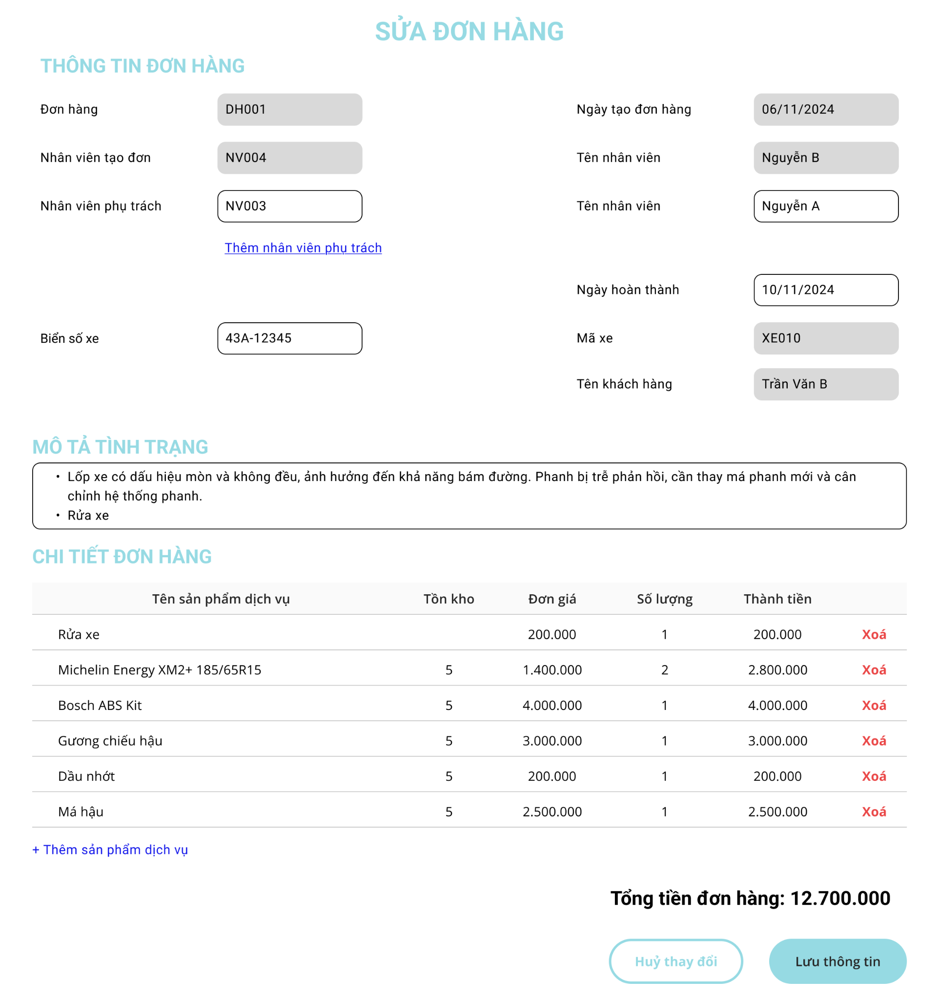 SỬA ĐƠN HÀNG
THÔNG TIN ĐƠN HÀNG
Đơn hàng DH001 Ngày tạo đơn hàng 06/11/2024
Nhân viên tạo đơn NV004 Tên nhân viên Nguyễn B
Nhân viên phụ trách NV003 Tên nhân viên Nguyễn A
Thêm nhân viên phụ trách
Ngày hoàn thành 10/11/2024
Biển số xe 43A-12345 Mã xe XE010
Tên khách hàng Trần Văn B
MÔ TẢ TÌNH TRẠNG
• Lốp xe có dấu hiệu mòn và không đều, ảnh hưởng đến khả năng bám đường. Phanh bị trễ phản hồi, cần thay má phanh mới và cân
chỉnh hệ thống phanh.
• Rửa xe
CHI TIẾT ĐƠN HÀNG
Tên sản phẩm dịch vụ Tồn kho Đơn giá Số lượng Thành tiền
Rửa xe 200.000 1 200.000 Xoá
Michelin Energy XM2+ 185/65R15 5 1.400.000 2 2.800.000 Xoá
Bosch ABS Kit 5 4.000.000 1 4.000.000 Xoá
Gương chiếu hậu 5 3.000.000 1 3.000.000 Xoá
Dầu nhớt 5 200.000 1 200.000 Xoá
Má hậu 5 2.500.000 1 2.500.000 Xoá
+ Thêm sản phẩm dịch vụ
Tổng tiền đơn hàng: 12.700.000
Huỷ thay đổi Lưu thông tin